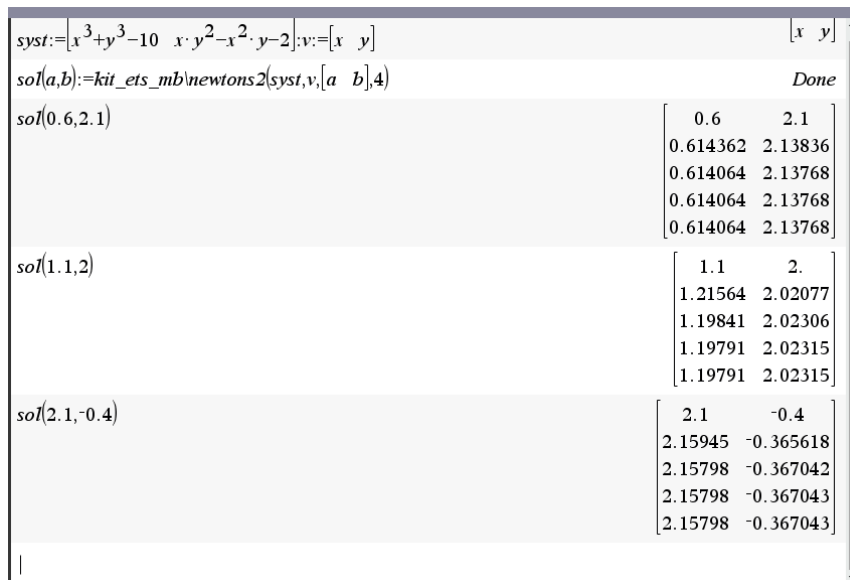 syst:=[x³+y³−10 x·y²−x²·y−2]:v:=[x y]
[x y]
sol(a,b):=kit_ets_mb\newtons2(syst,v,[a b],4)
Done
sol(0.6,2.1)
0.6 2.1
0.614362 2.13836
0.614064 2.13768
0.614064 2.13768
0.614064 2.13768
sol(1.1,2)
1.1 2.
1.21564 2.02077
1.19841 2.02306
1.19791 2.02315
1.19791 2.02315
sol(2.1,⁻0.4)
2.1 ⁻0.4
2.15945 ⁻0.365618
2.15798 ⁻0.367042
2.15798 ⁻0.367043
2.15798 ⁻0.367043